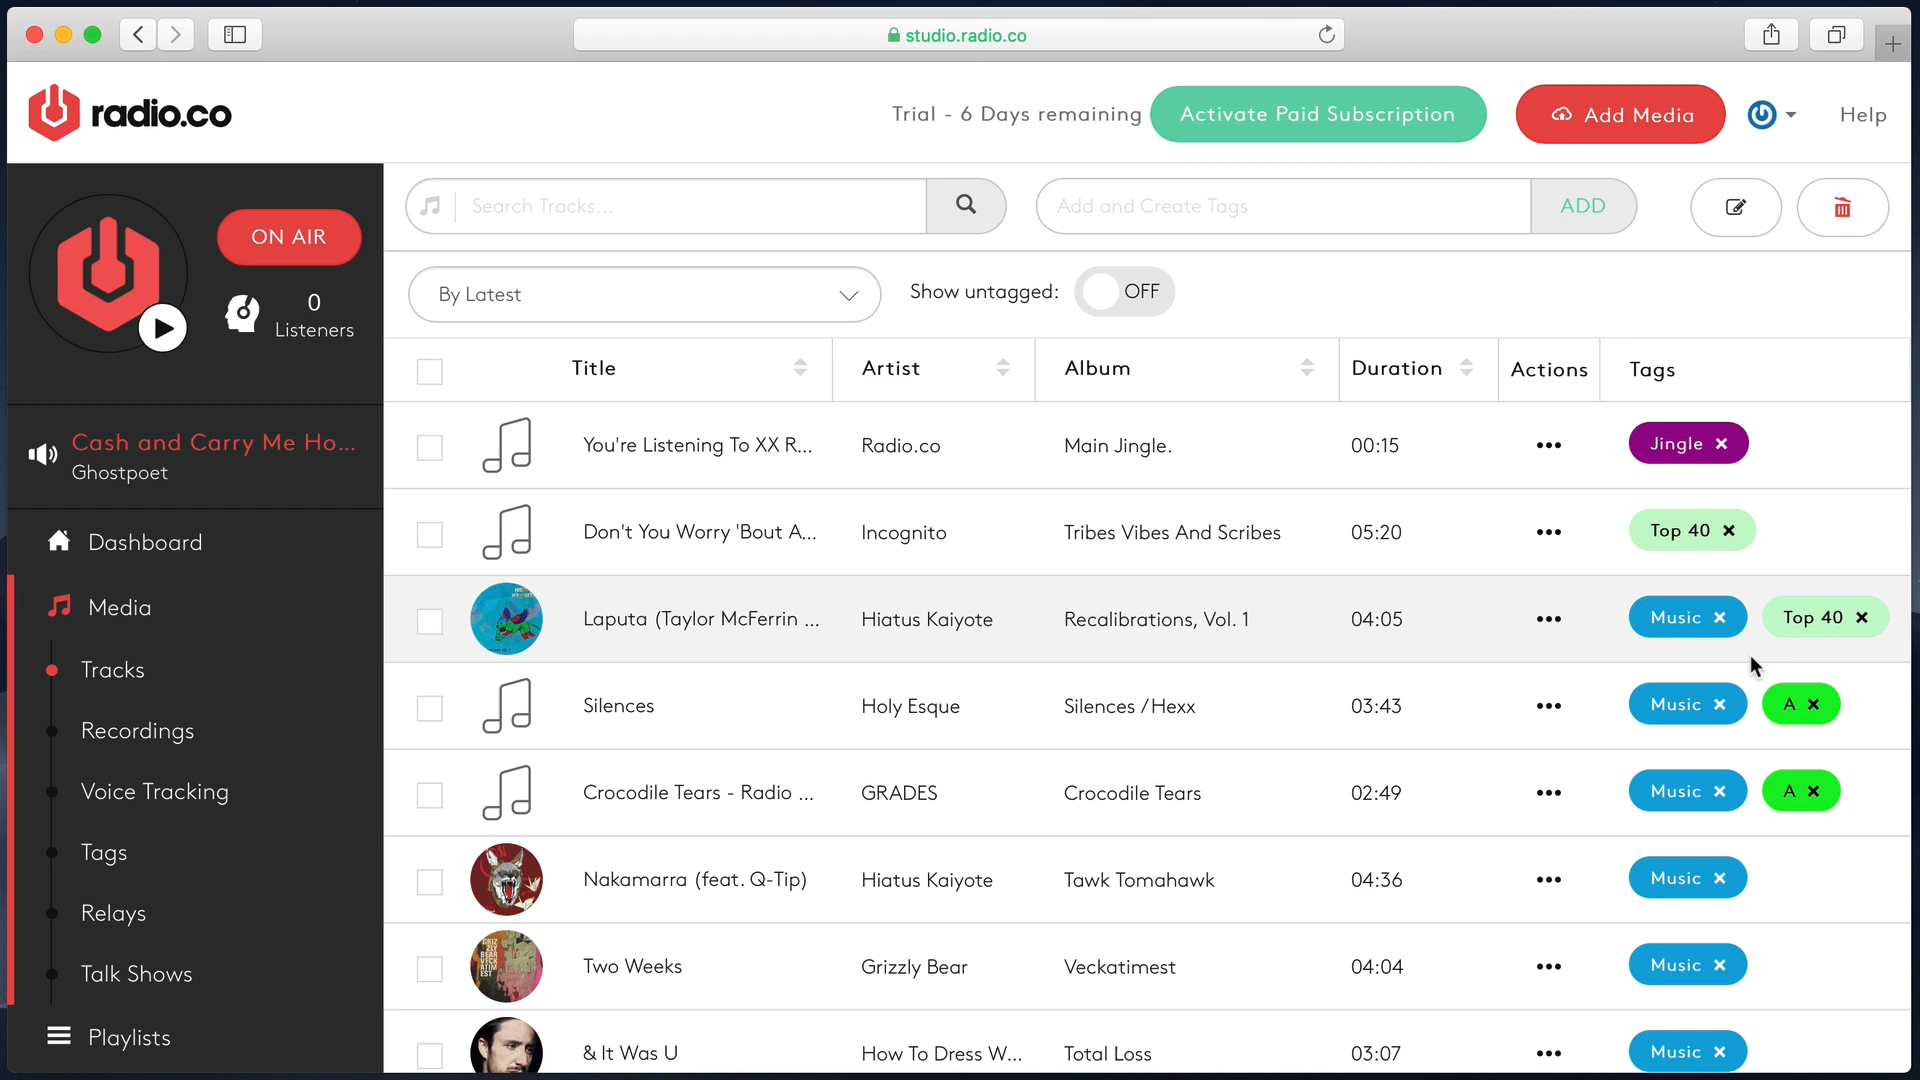 studio.radio.co
radio.co
Trial - 6 Days remaining
Activate Paid Subscription
Add Media
Help
ON AIR
0
Listeners
Cash and Carry Me Ho...
Ghostpoet
Dashboard
Media
Tracks
Recordings
Voice Tracking
Tags
Relays
Talk Shows
Playlists
Search Tracks...
Add and Create Tags
ADD
By Latest
Show untagged: OFF
Title Artist Album Duration Actions Tags
You're Listening To XX R... Radio.co Main Jingle. 00:15 ••• Jingle ×
Don't You Worry 'Bout A... Incognito Tribes Vibes And Scribes 05:20 ••• Top 40 ×
Laputa (Taylor McFerrin ... Hiatus Kaiyote Recalibrations, Vol. 1 04:05 ••• Music × Top 40 ×
Silences Holy Esque Silences / Hexx 03:43 ••• Music × A ×
Crocodile Tears - Radio ... GRADES Crocodile Tears 02:49 ••• Music × A ×
Nakamarra (feat. Q-Tip) Hiatus Kaiyote Tawk Tomahawk 04:36 ••• Music ×
GRIZ
ZLY
BEAR
VECK
ATIM
EST
Two Weeks Grizzly Bear Veckatimest 04:04 ••• Music ×
& It Was U How To Dress W... Total Loss 03:07 ••• Music ×